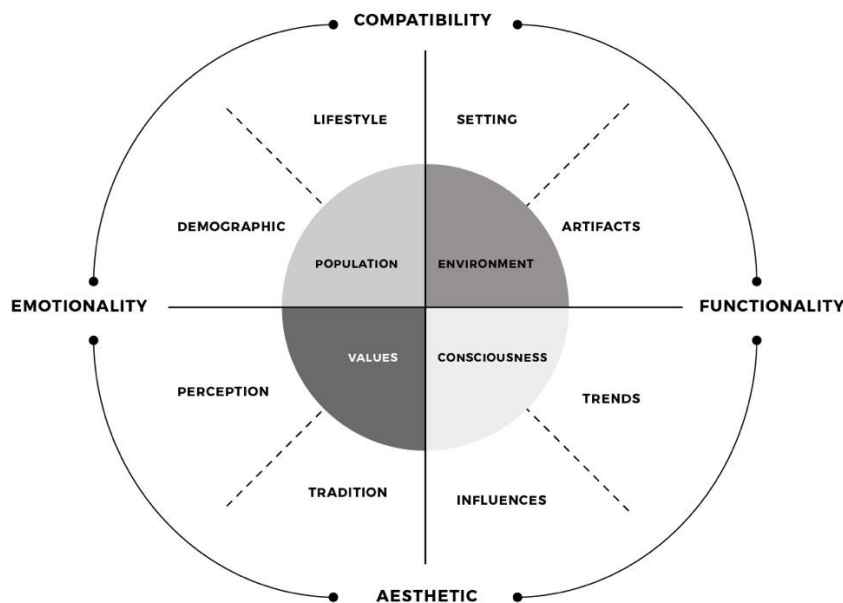 COMPATIBILITY
LIFESTYLE
SETTING
DEMOGRAPHIC
ARTIFACTS
POPULATION
ENVIRONMENT
EMOTIONALITY
FUNCTIONALITY
VALUES
CONSCIOUSNESS
PERCEPTION
TRENDS
TRADITION
INFLUENCES
AESTHETIC